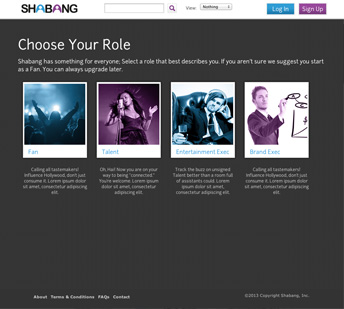 SHABANG
View
Nothing
Log In
Sign Up
Choose Your Role
Shabang has something for everyone; Select a role that best describes you. If you aren't sure we suggest you start
as a Fan. You can always upgrade later.
Fan
Talent
Entertainment Exec
Brand Exec
Calling all tastemakers!
Influence Hollywood, don't just
consume it. Lorem ipsum dolor
sit amet, consectetur adipiscing
elit.
Oh, hey! Now you are on your
way to being "connected."
You're welcome. Lorem ipsum
dolor sit amet, consectetur
adipiscing elit.
Track the buzz on unsigned
Talent better than a room full
of assistants could. Lorem
ipsum dolor sit amet,
consectetur adipiscing elit.
Calling all tastemakers!
Influence Hollywood, don't just
consume it. Lorem ipsum dolor
sit amet, consectetur adipiscing
elit.
About Terms & Conditions FAQs Contact
©2013 Copyright Shabang, Inc.